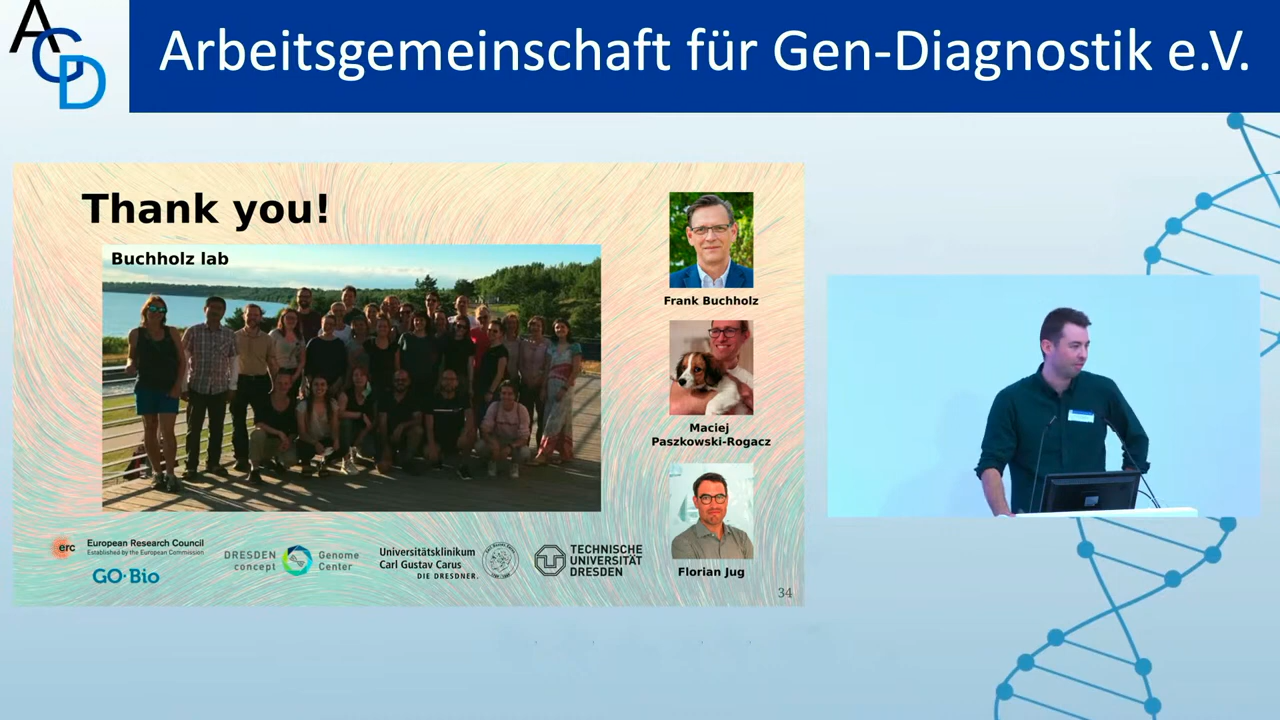 AGD
Arbeitsgemeinschaft für Gen-Diagnostik e.V.
Thank you!
Buchholz lab
Frank Buchholz
Maciej
Paszkowski-Rogacz
Florian Jug
erc
European Research Council
Established by the European Commission
GO-Bio
DRESDEN
concept
Genome
Center
Universitätsklinikum
Carl Gustav Carus
DIE DRESDNER.
TECHNISCHE
UNIVERSITÄT
DRESDEN
34